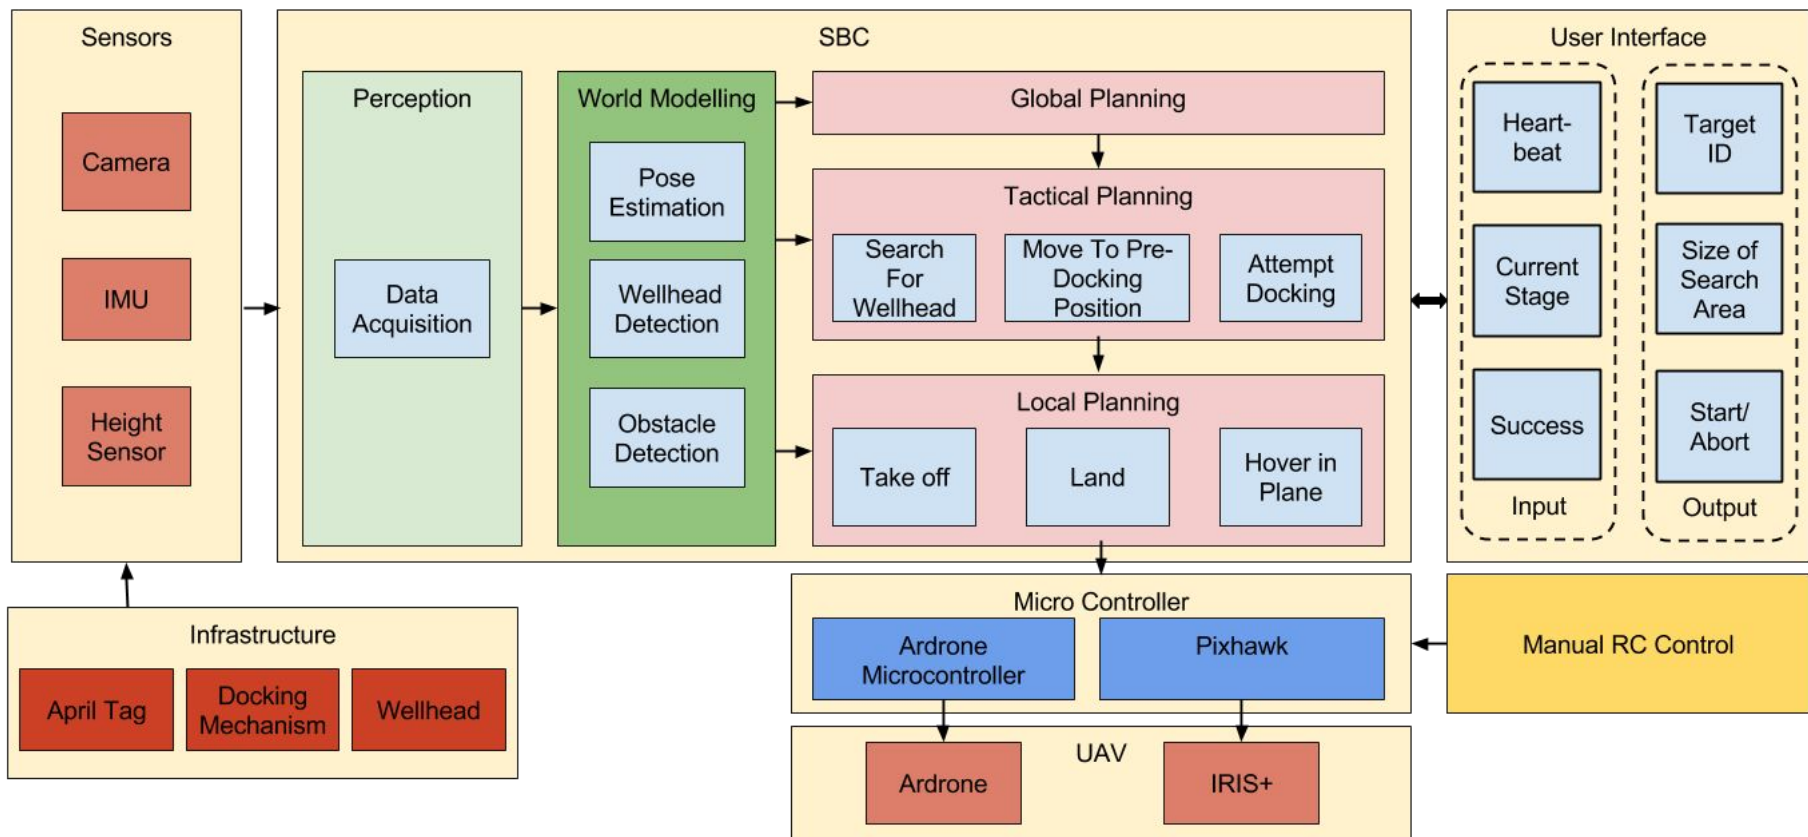 Sensors
Camera
IMU
Height
Sensor
SBC
Perception
Data
Acquisition
World Modelling
Pose
Estimation
Wellhead
Detection
Obstacle
Detection
Global Planning
Tactical Planning
Search
For
Wellhead
Move To Pre-
Docking
Position
Attempt
Docking
Local Planning
Take off
Land
Hover in
Plane
User Interface
Heart-
beat
Current
Stage
Success
Input
Target
ID
Size of
Search
Area
Start/
Abort
Output
Infrastructure
April Tag
Docking
Mechanism
Wellhead
Micro Controller
Ardrone
Microcontroller
Pixhawk
Manual RC Control
UAV
Ardrone
IRIS+